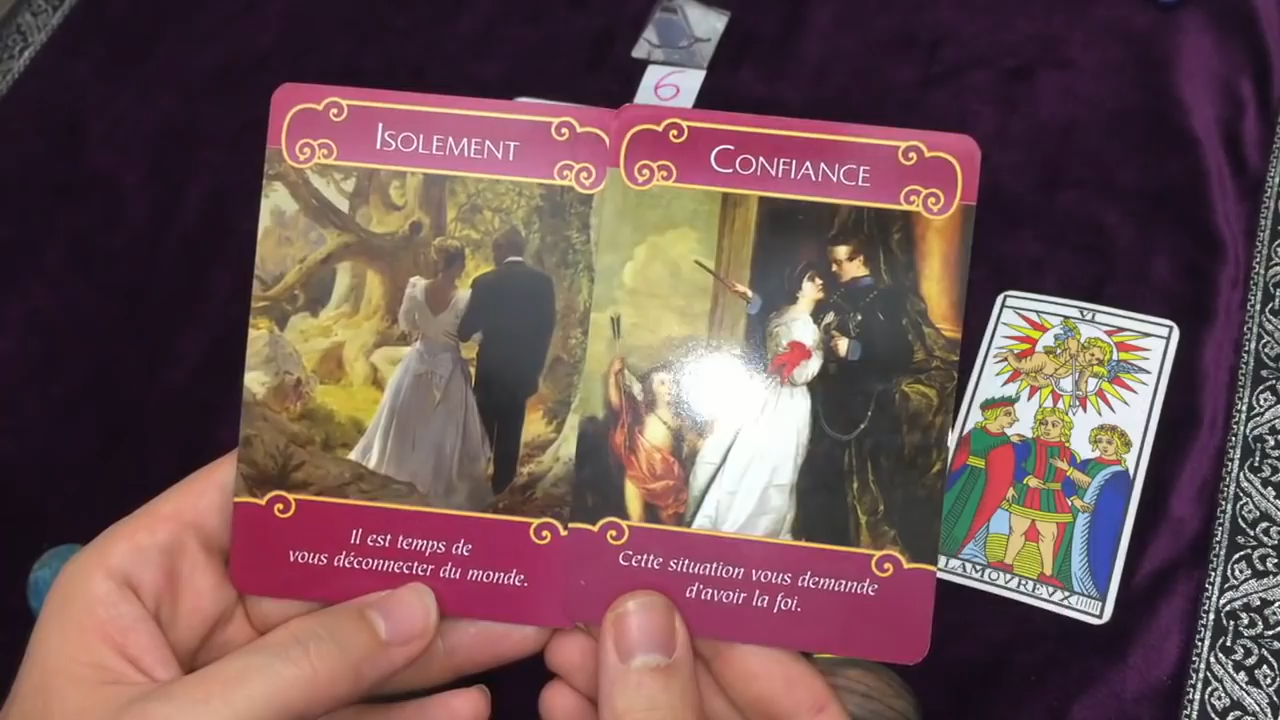 6
ISOLEMENT
Il est temps de
vous déconnecter du monde.
CONFIANCE
Cette situation vous demande
d'avoir la foi.
VI
LAMOVREVX